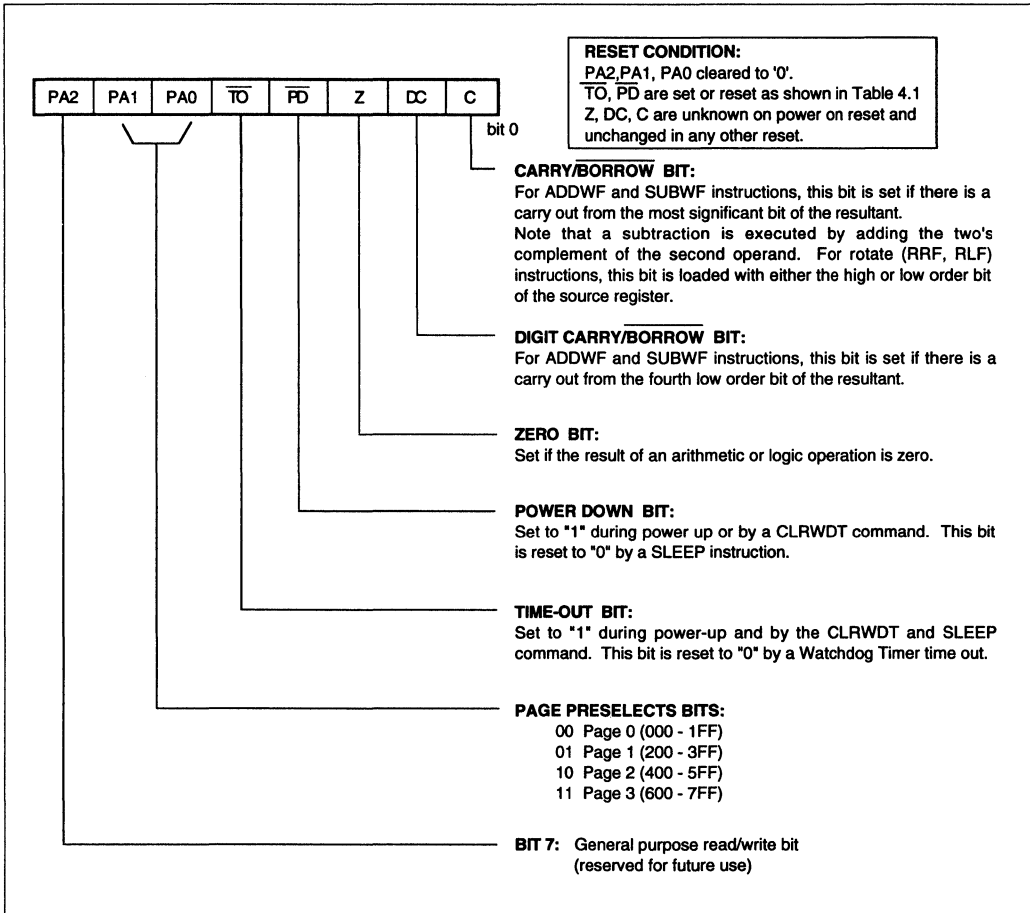 RESET CONDITION:
PA2,PA1, PA0 cleared to '0'.
T̅O̅, P̅D̅ are set or reset as shown in Table 4.1
Z, DC, C are unknown on power on reset and
unchanged in any other reset.
PA2 PA1 PA0 T̅O̅ P̅D̅ Z DC C
bit 0
CARRY/B̅O̅R̅R̅O̅W̅ BIT:
For ADDWF and SUBWF instructions, this bit is set if there is a
carry out from the most significant bit of the resultant.
Note that a subtraction is executed by adding the two's
complement of the second operand. For rotate (RRF, RLF)
instructions, this bit is loaded with either the high or low order bit
of the source register.
DIGIT CARRY/B̅O̅R̅R̅O̅W̅ BIT:
For ADDWF and SUBWF instructions, this bit is set if there is a
carry out from the fourth low order bit of the resultant.
ZERO BIT:
Set if the result of an arithmetic or logic operation is zero.
POWER DOWN BIT:
Set to "1" during power up or by a CLRWDT command. This bit
is reset to "0" by a SLEEP instruction.
TIME-OUT BIT:
Set to "1" during power-up and by the CLRWDT and SLEEP
command. This bit is reset to "0" by a Watchdog Timer time out.
PAGE PRESELECTS BITS:
00 Page 0 (000 - 1FF)
01 Page 1 (200 - 3FF)
10 Page 2 (400 - 5FF)
11 Page 3 (600 - 7FF)
BIT 7: General purpose read/write bit
(reserved for future use)